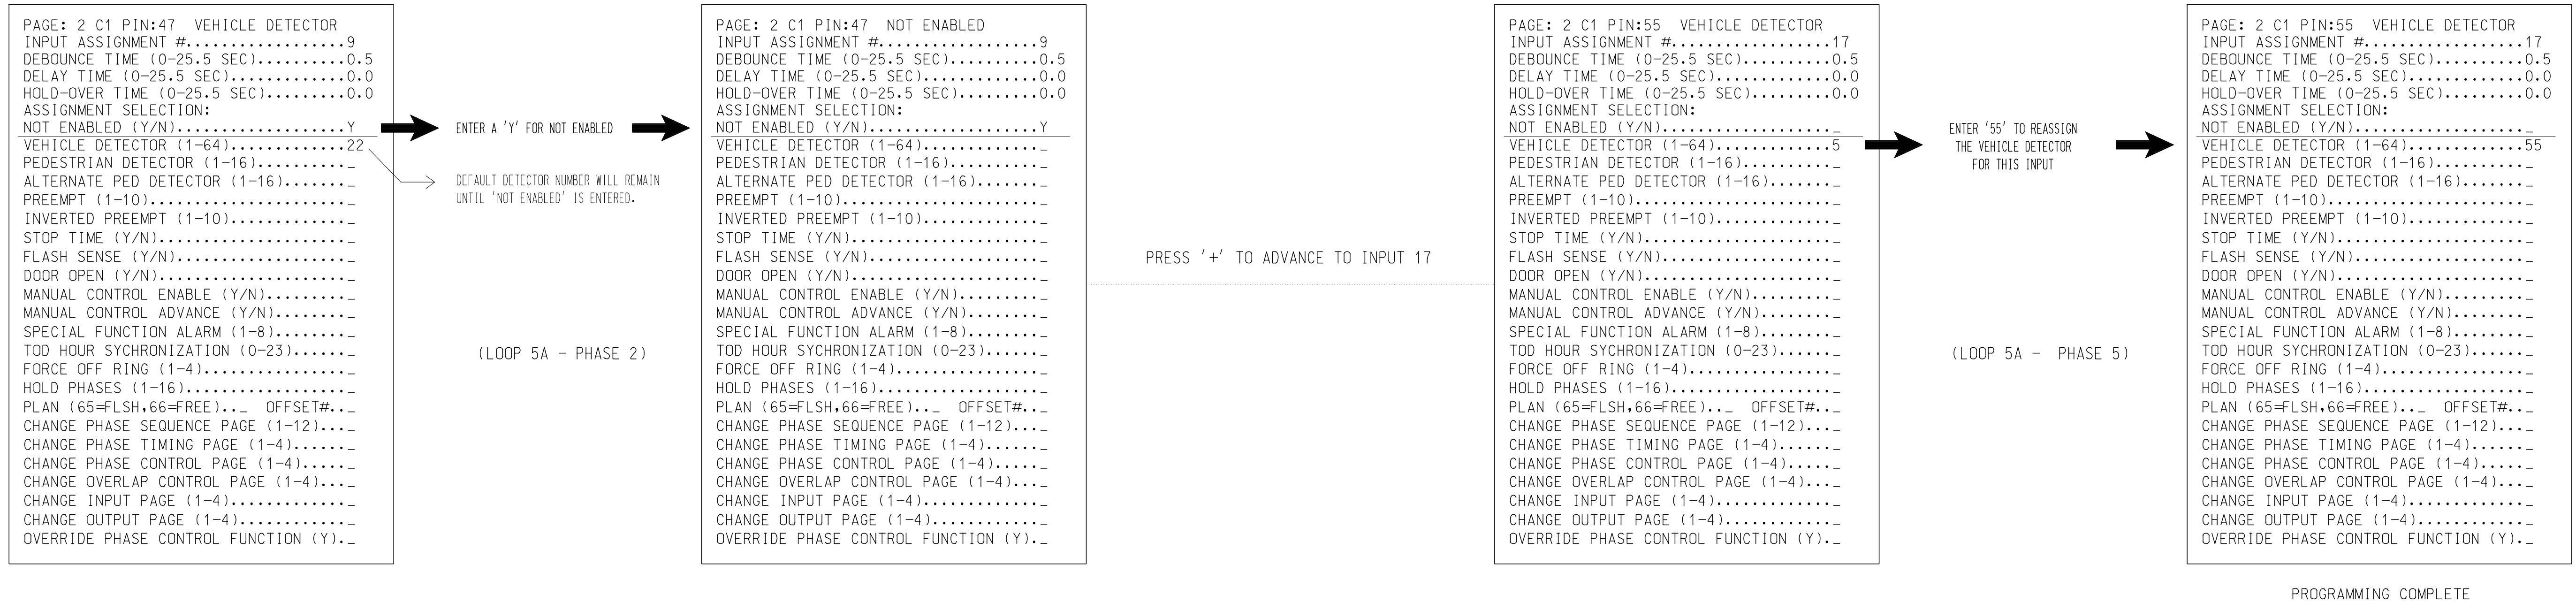 PAGE: 2 C1 PIN:47  VEHICLE DETECTOR
INPUT ASSIGNMENT #..................9
DEBOUNCE TIME (0-25.5 SEC)..........0.5
DELAY TIME (0-25.5 SEC).............0.0
HOLD-OVER TIME (0-25.5 SEC).........0.0
ASSIGNMENT SELECTION:
NOT ENABLED (Y/N)...................Y
VEHICLE DETECTOR (1-64).............22
PEDESTRIAN DETECTOR (1-16).........._
ALTERNATE PED DETECTOR (1-16)......._
PREEMPT (1-10)......................_
INVERTED PREEMPT (1-10)............._
STOP TIME (Y/N)....................._
FLASH SENSE (Y/N)..................._
DOOR OPEN (Y/N)....................._
MANUAL CONTROL ENABLE (Y/N)........._
MANUAL CONTROL ADVANCE (Y/N)........_
SPECIAL FUNCTION ALARM (1-8)........_
TOD HOUR SYCHRONIZATION (0-23)......_
FORCE OFF RING (1-4)................_
HOLD PHASES (1-16).................._
PLAN (65=FLSH,66=FREE).._  OFFSET#.._
CHANGE PHASE SEQUENCE PAGE (1-12)..._
CHANGE PHASE TIMING PAGE (1-4)......_
CHANGE PHASE CONTROL PAGE (1-4)....._
CHANGE OVERLAP CONTROL PAGE (1-4)..._
CHANGE INPUT PAGE (1-4)............._
CHANGE OUTPUT PAGE (1-4)............_
OVERRIDE PHASE CONTROL FUNCTION (Y)._
ENTER A 'Y' FOR NOT ENABLED
DEFAULT DETECTOR NUMBER WILL REMAIN
UNTIL 'NOT ENABLED' IS ENTERED.
(LOOP 5A - PHASE 2)
PAGE: 2 C1 PIN:47  NOT ENABLED
INPUT ASSIGNMENT #..................9
DEBOUNCE TIME (0-25.5 SEC)..........0.5
DELAY TIME (0-25.5 SEC).............0.0
HOLD-OVER TIME (0-25.5 SEC).........0.0
ASSIGNMENT SELECTION:
NOT ENABLED (Y/N)...................Y
VEHICLE DETECTOR (1-64)............._
PEDESTRIAN DETECTOR (1-16).........._
ALTERNATE PED DETECTOR (1-16)......._
PREEMPT (1-10)......................_
INVERTED PREEMPT (1-10)............._
STOP TIME (Y/N)....................._
FLASH SENSE (Y/N)..................._
DOOR OPEN (Y/N)....................._
MANUAL CONTROL ENABLE (Y/N)........._
MANUAL CONTROL ADVANCE (Y/N)........_
SPECIAL FUNCTION ALARM (1-8)........_
TOD HOUR SYCHRONIZATION (0-23)......_
FORCE OFF RING (1-4)................_
HOLD PHASES (1-16).................._
PLAN (65=FLSH,66=FREE).._  OFFSET#.._
CHANGE PHASE SEQUENCE PAGE (1-12)..._
CHANGE PHASE TIMING PAGE (1-4)......_
CHANGE PHASE CONTROL PAGE (1-4)....._
CHANGE OVERLAP CONTROL PAGE (1-4)..._
CHANGE INPUT PAGE (1-4)............._
CHANGE OUTPUT PAGE (1-4)............_
OVERRIDE PHASE CONTROL FUNCTION (Y)._
PRESS '+' TO ADVANCE TO INPUT 17
PAGE: 2 C1 PIN:55  VEHICLE DETECTOR
INPUT ASSIGNMENT #..................17
DEBOUNCE TIME (0-25.5 SEC)..........0.5
DELAY TIME (0-25.5 SEC).............0.0
HOLD-OVER TIME (0-25.5 SEC).........0.0
ASSIGNMENT SELECTION:
NOT ENABLED (Y/N)..................._
VEHICLE DETECTOR (1-64).............5
PEDESTRIAN DETECTOR (1-16).........._
ALTERNATE PED DETECTOR (1-16)......._
PREEMPT (1-10)......................_
INVERTED PREEMPT (1-10)............._
STOP TIME (Y/N)....................._
FLASH SENSE (Y/N)..................._
DOOR OPEN (Y/N)....................._
MANUAL CONTROL ENABLE (Y/N)........._
MANUAL CONTROL ADVANCE (Y/N)........_
SPECIAL FUNCTION ALARM (1-8)........_
TOD HOUR SYCHRONIZATION (0-23)......_
FORCE OFF RING (1-4)................_
HOLD PHASES (1-16).................._
PLAN (65=FLSH,66=FREE).._  OFFSET#.._
CHANGE PHASE SEQUENCE PAGE (1-12)..._
CHANGE PHASE TIMING PAGE (1-4)......_
CHANGE PHASE CONTROL PAGE (1-4)....._
CHANGE OVERLAP CONTROL PAGE (1-4)..._
CHANGE INPUT PAGE (1-4)............._
CHANGE OUTPUT PAGE (1-4)............_
OVERRIDE PHASE CONTROL FUNCTION (Y)._
ENTER '55' TO REASSIGN
THE VEHICLE DETECTOR
FOR THIS INPUT
(LOOP 5A -  PHASE 5)
PAGE: 2 C1 PIN:55  VEHICLE DETECTOR
INPUT ASSIGNMENT #..................17
DEBOUNCE TIME (0-25.5 SEC)..........0.5
DELAY TIME (0-25.5 SEC).............0.0
HOLD-OVER TIME (0-25.5 SEC).........0.0
ASSIGNMENT SELECTION:
NOT ENABLED (Y/N)..................._
VEHICLE DETECTOR (1-64).............55
PEDESTRIAN DETECTOR (1-16).........._
ALTERNATE PED DETECTOR (1-16)......._
PREEMPT (1-10)......................_
INVERTED PREEMPT (1-10)............._
STOP TIME (Y/N)....................._
FLASH SENSE (Y/N)..................._
DOOR OPEN (Y/N)....................._
MANUAL CONTROL ENABLE (Y/N)........._
MANUAL CONTROL ADVANCE (Y/N)........_
SPECIAL FUNCTION ALARM (1-8)........_
TOD HOUR SYCHRONIZATION (0-23)......_
FORCE OFF RING (1-4)................_
HOLD PHASES (1-16).................._
PLAN (65=FLSH,66=FREE).._  OFFSET#.._
CHANGE PHASE SEQUENCE PAGE (1-12)..._
CHANGE PHASE TIMING PAGE (1-4)......_
CHANGE PHASE CONTROL PAGE (1-4)....._
CHANGE OVERLAP CONTROL PAGE (1-4)..._
CHANGE INPUT PAGE (1-4)............._
CHANGE OUTPUT PAGE (1-4)............_
OVERRIDE PHASE CONTROL FUNCTION (Y)._
PROGRAMMING COMPLETE